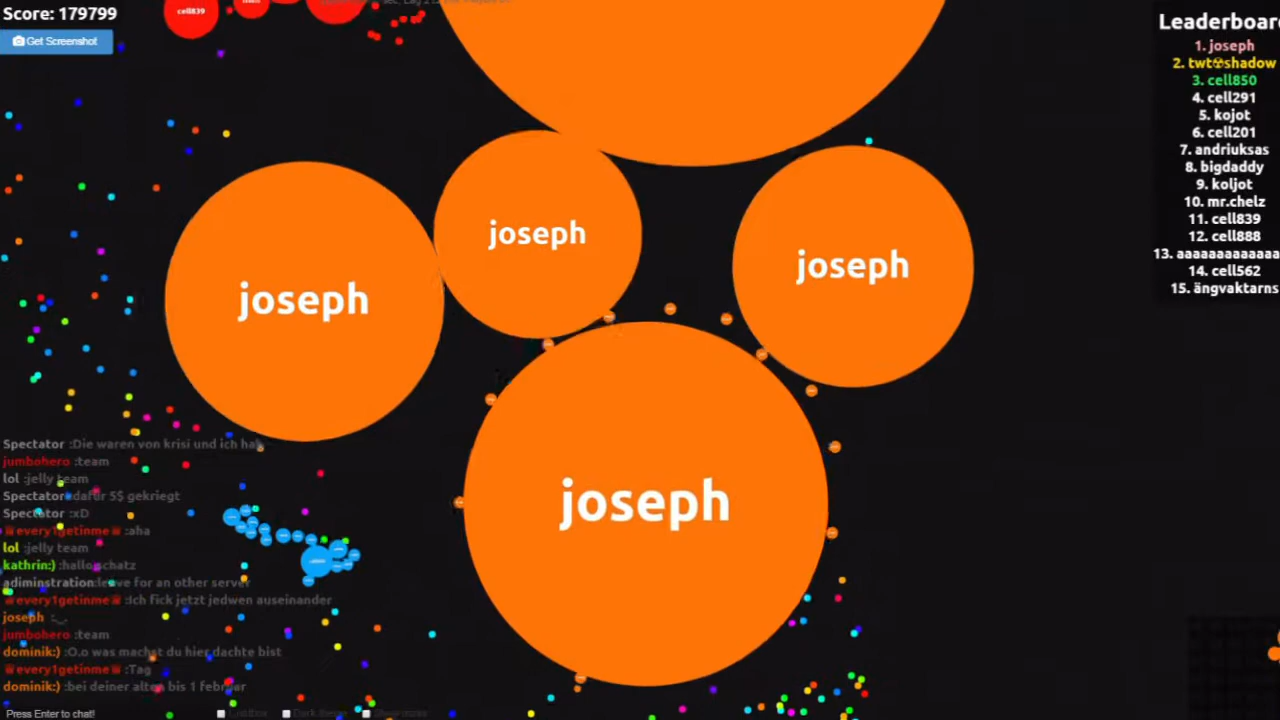 Score: 179799
Get Screenshot
cell839
Leaderboar
1. joseph
2. twt☢shadow
3. cell850
4. cell291
5. kojot
6. cell201
7. andriuksas
8. bigdaddy
9. koljot
10. mr.chelz
11. cell839
12. cell888
13. aaaaaaaaaaaaa
14. cell562
15. ängvaktarns
joseph
joseph
joseph
joseph
Spectator :Die waren von krisi und ich hab
jumbohero :team
lol :jelly team
Spectator :dafür 5$ gekriegt
Spectator :xD
♛every1getinme♛ :aha
lol :jelly team
kathrin:) :hallo schatz
adiminstration :leave for an other server
♛every1getinme♛ :Ich fick jetzt jedwen auseinander
joseph :._.
jumbohero :team
dominik:) :O.o was machst du hier dachte bist
♛every1getinme♛ :Tag
dominik:) :bei deiner alten bis 1 februar
Press Enter to chat!